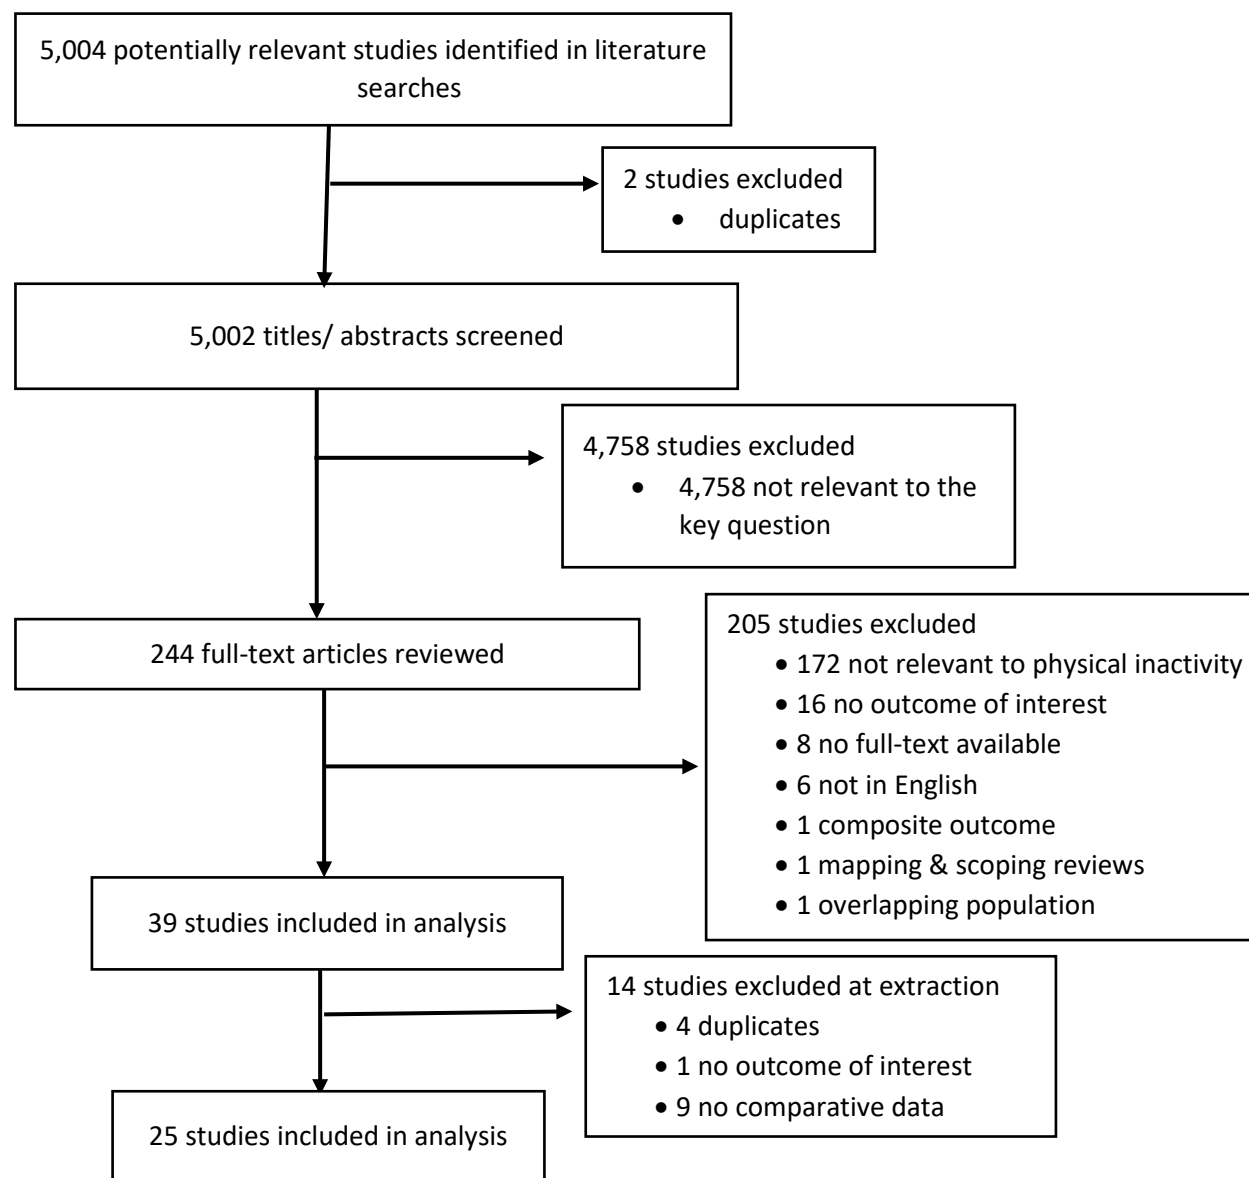 5,004 potentially relevant studies identified in literature
searches
2 studies excluded
• duplicates
5,002 titles/ abstracts screened
4,758 studies excluded
• 4,758 not relevant to the
key question
244 full-text articles reviewed
205 studies excluded
• 172 not relevant to physical inactivity
• 16 no outcome of interest
• 8 no full-text available
• 6 not in English
• 1 composite outcome
• 1 mapping & scoping reviews
• 1 overlapping population
39 studies included in analysis
14 studies excluded at extraction
• 4 duplicates
• 1 no outcome of interest
• 9 no comparative data
25 studies included in analysis